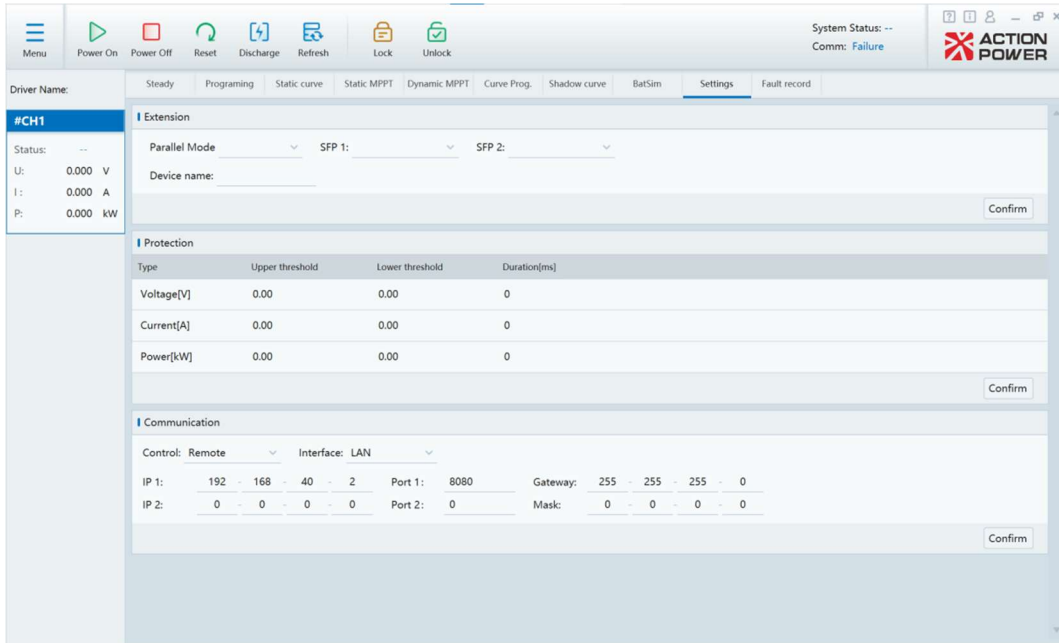 Menu Power On Power Off Reset Discharge Refresh Lock Unlock
System Status: --
Comm: Failure
ACTION
POWER
Driver Name:
#CH1
Status: --
U: 0.000 V
I: 0.000 A
P: 0.000 kW
Steady Programing Static curve Static MPPT Dynamic MPPT Curve Prog. Shadow curve BatSim Settings Fault record
Extension
Parallel Mode SFP 1: SFP 2:
Device name:
Confirm
Protection
Type Upper threshold Lower threshold Duration[ms]
Voltage[V] 0.00 0.00 0
Current[A] 0.00 0.00 0
Power[kW] 0.00 0.00 0
Confirm
Communication
Control: Remote Interface: LAN
IP 1: 192 - 168 - 40 - 2 Port 1: 8080 Gateway: 255 - 255 - 255 - 0
IP 2: 0 - 0 - 0 - 0 Port 2: 0 Mask: 0 - 0 - 0 - 0
Confirm